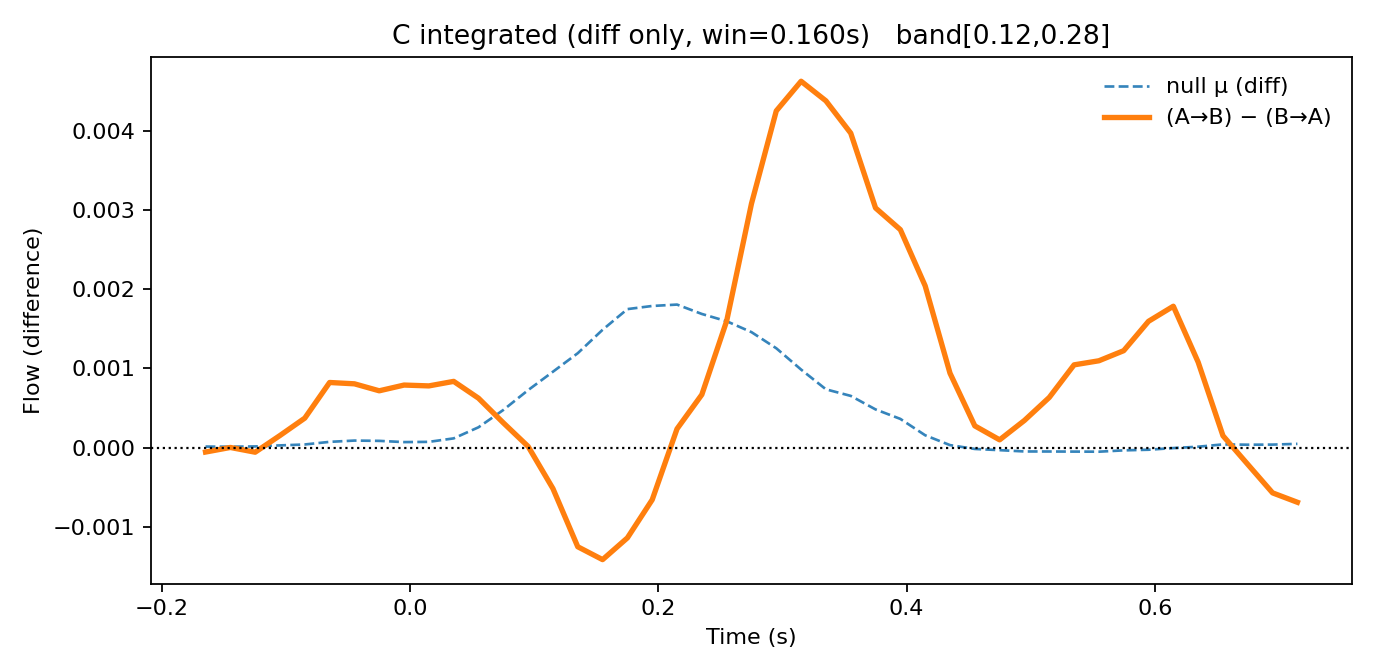 C integrated (diff only, win=0.160s)   band[0.12,0.28]
null μ (diff)
(A→B) − (B→A)
Flow (difference)
0.004
0.003
0.002
0.001
0.000
−0.001
−0.2
0.0
0.2
0.4
0.6
Time (s)